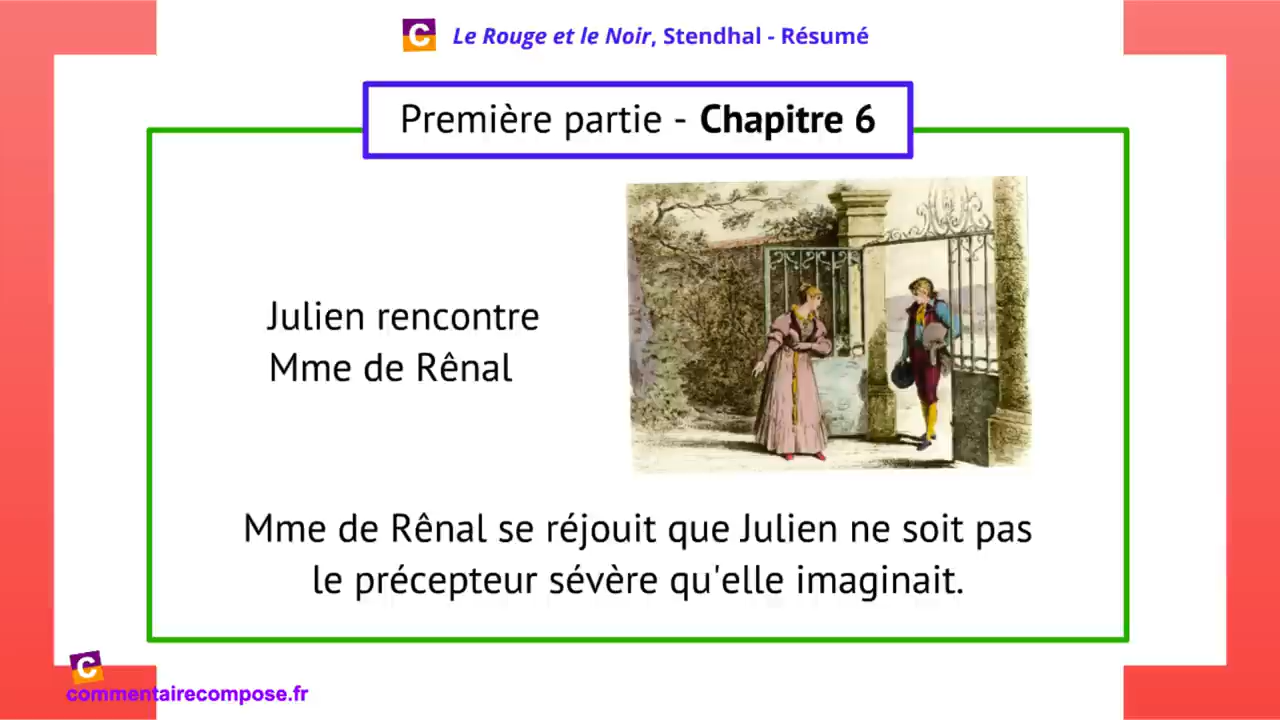 C Le Rouge et le Noir, Stendhal - Résumé
Première partie - Chapitre 6
Julien rencontre
Mme de Rênal
Mme de Rênal se réjouit que Julien ne soit pas
le précepteur sévère qu'elle imaginait.
C
commentairecompose.fr